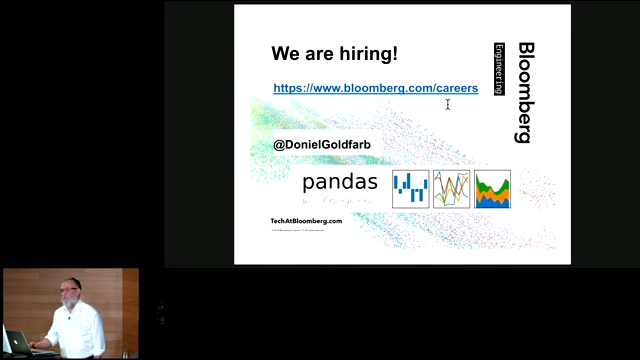 We are hiring!
https://www.bloomberg.com/careers
Bloomberg
Engineering
@DonielGoldfarb
pandas
TechAtBloomberg.com